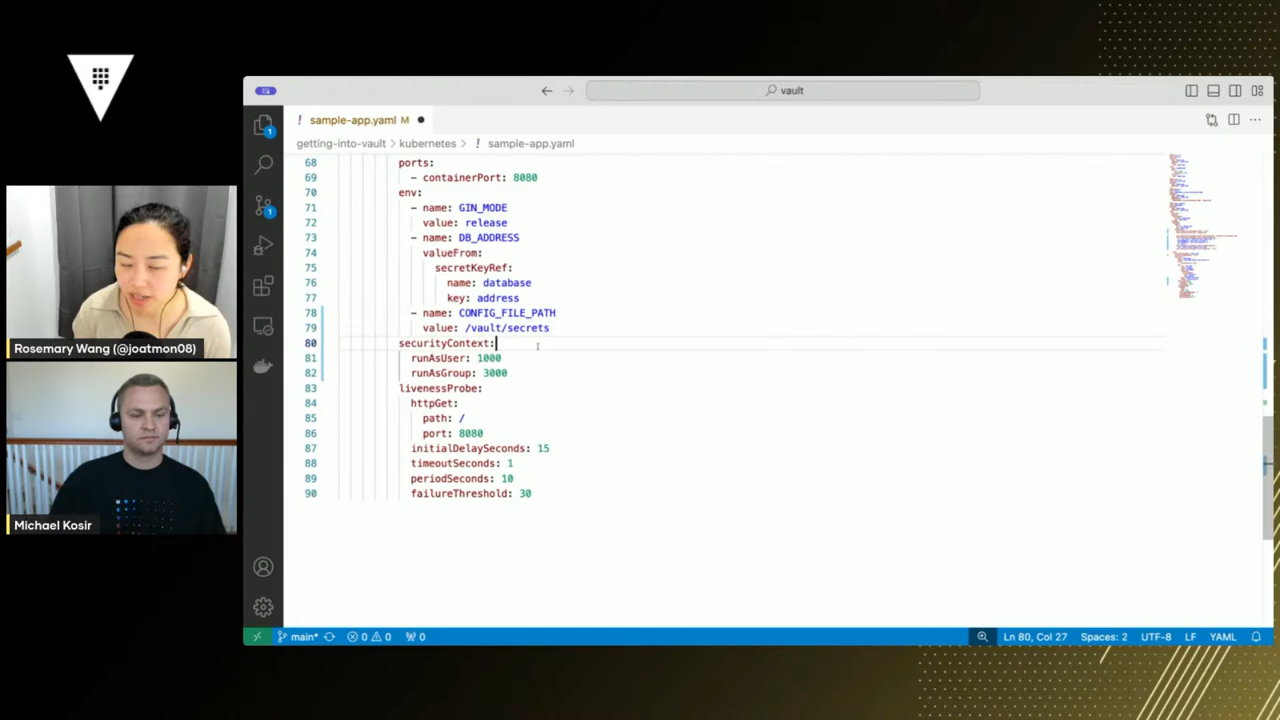 vault
sample-app.yaml M
getting-into-vault > kubernetes > ! sample-app.yaml
1
1
68 ports:
69 - containerPort: 8080
70 env:
71 - name: GIN_MODE
72 value: release
73 - name: DB_ADDRESS
74 valueFrom:
75 secretKeyRef:
76 name: database
77 key: address
78 - name: CONFIG_FILE_PATH
79 value: /vault/secrets
80 securityContext:
81 runAsUser: 1000
82 runAsGroup: 3000
83 livenessProbe:
84 httpGet:
85 path: /
86 port: 8080
87 initialDelaySeconds: 15
88 timeoutSeconds: 1
89 periodSeconds: 10
90 failureThreshold: 30
Rosemary Wang (@joatmon08)
Michael Kosir
main* 0 0 0 Ln 80, Col 27 Spaces: 2 UTF-8 LF YAML